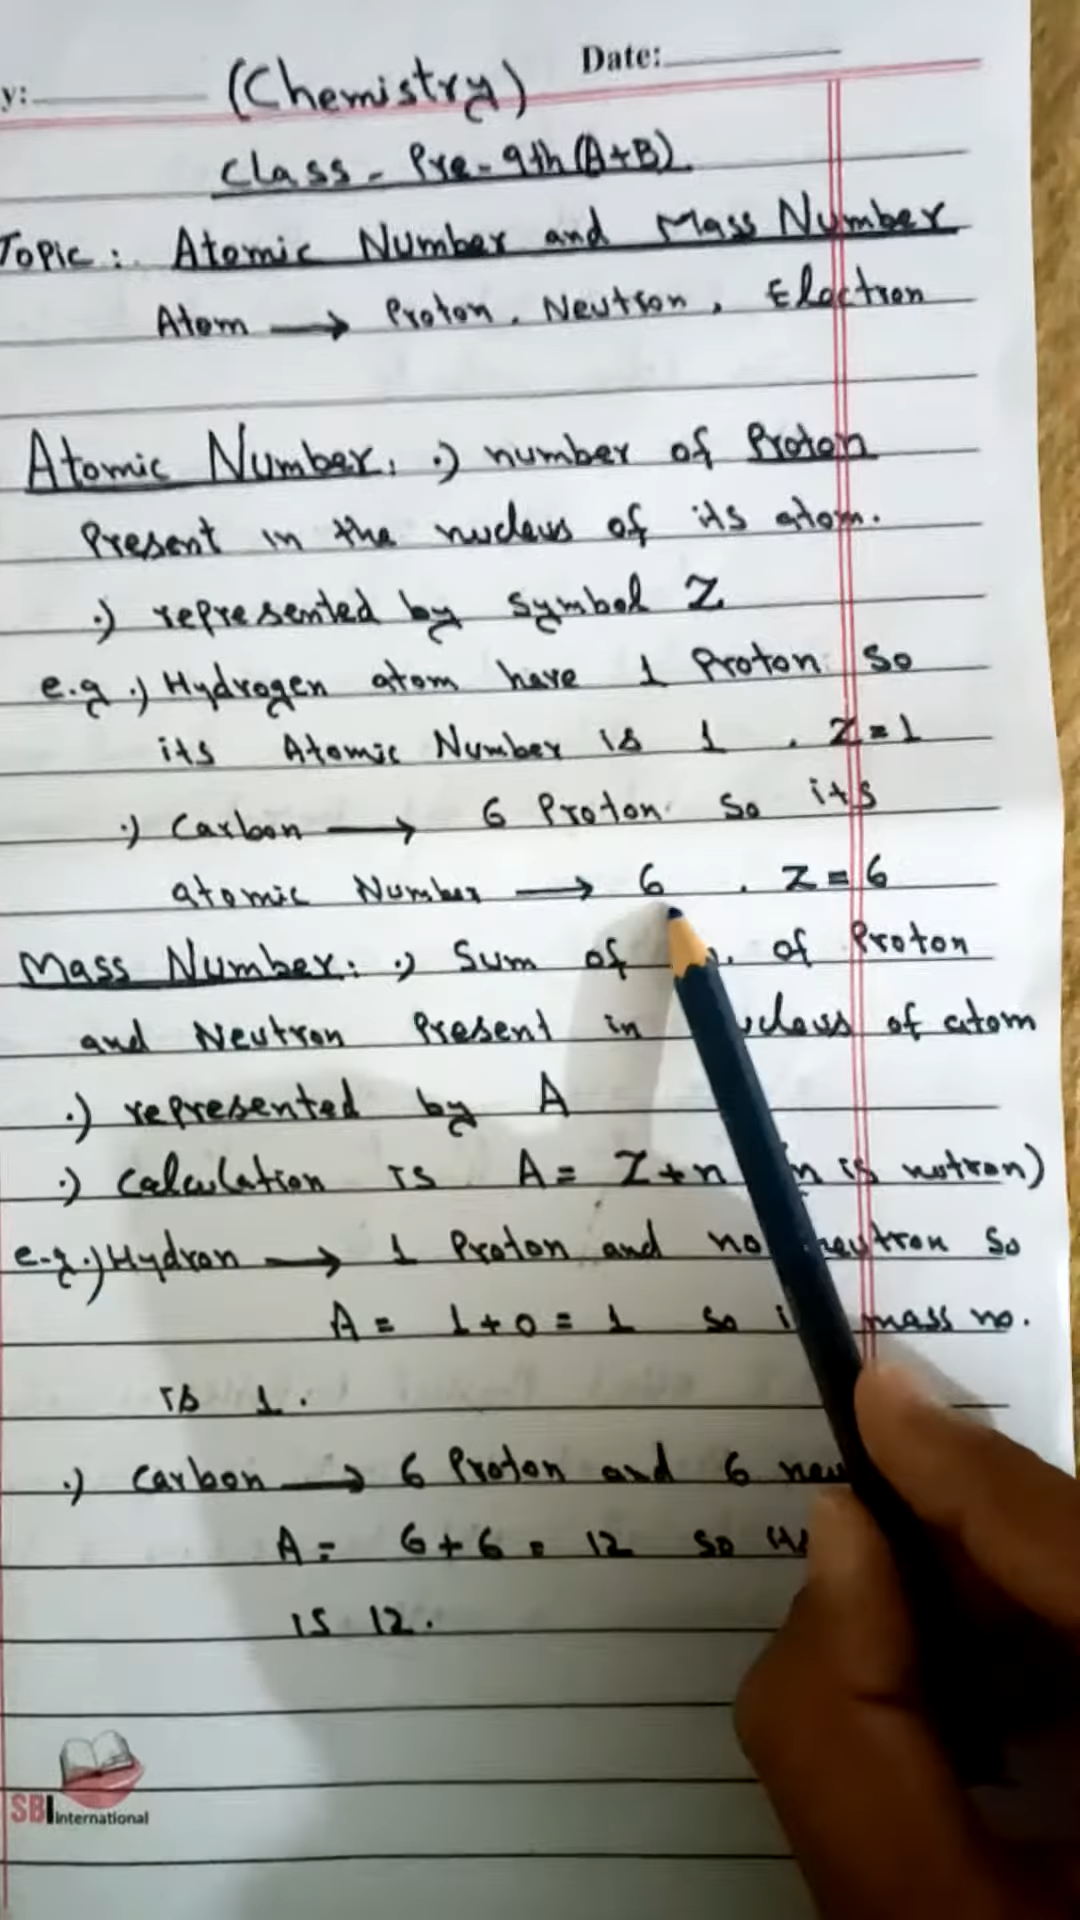 y: (Chemistry) Date:
Class - Pre-9th (A+B)
Topic: Atomic Number and Mass Number
Atom → Proton, Neutron, Electron
Atomic Number: .) number of Proton
Present in the nucleus of its atom.
.) represented by symbol Z
e.g .) Hydrogen atom have 1 Proton so
its Atomic Number is 1 . Z=1
.) Carbon → 6 Proton so its
atomic Number → 6 . Z=6
Mass Number: .) Sum of of Proton
and Neutron Present in of atom
.) represented by A
.) Calculation is A= Z+n n is notron)
e.g.) Hydron → 1 Proton and no neutron so
A= 1+0=1 so mass no.
is 1.
.) Carbon → 6 Proton and 6
A= 6+6=12 so
is 12.
SBI International